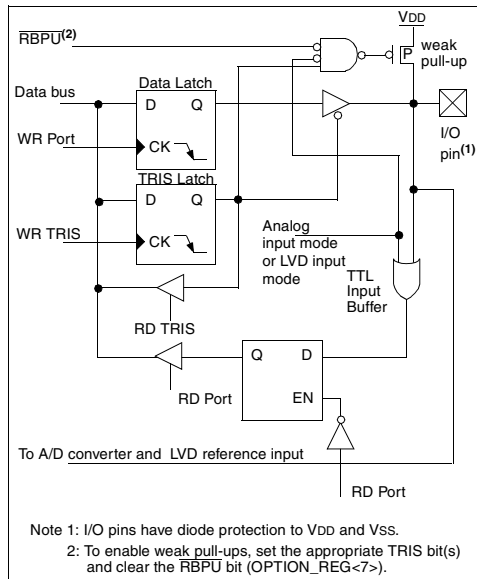 VDD
RBPU(2)
P
weak
pull-up
Data bus
Data Latch
D Q
WR Port
CK
I/O
pin(1)
TRIS Latch
D Q
WR TRIS
CK
Analog
input mode
or LVD input
mode
TTL
Input
Buffer
RD TRIS
Q D
RD Port
EN
To A/D converter and LVD reference input
RD Port
Note 1: I/O pins have diode protection to VDD and VSS.
2: To enable weak pull-ups, set the appropriate TRIS bit(s)
and clear the RBPU bit (OPTION_REG<7>).